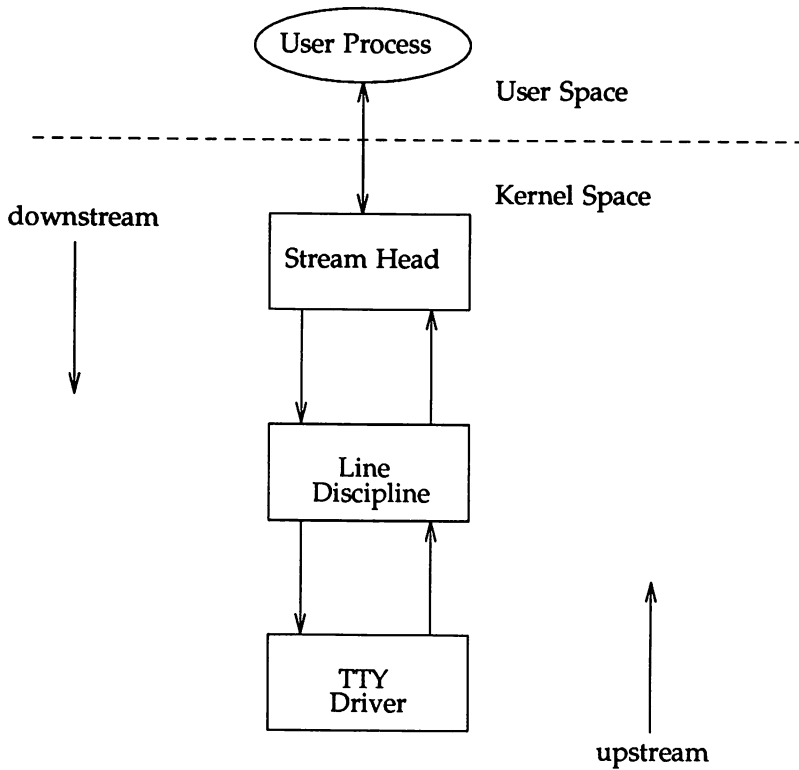 User Process
User Space
Kernel Space
downstream
Stream Head
Line
Discipline
TTY
Driver
upstream